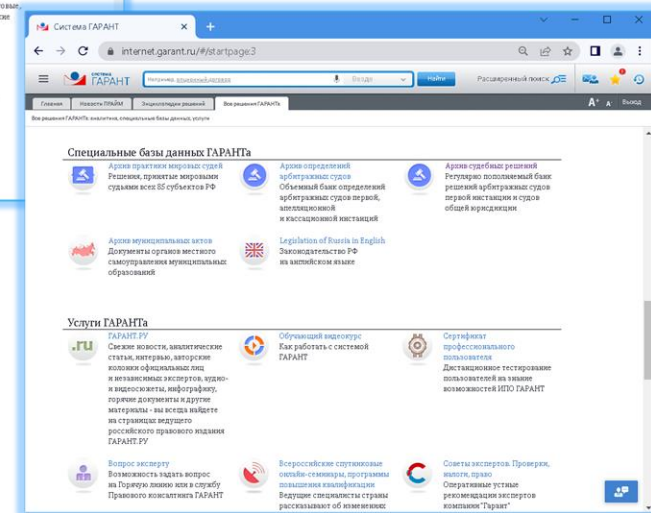 товые,
Система ГАРАНТ
internet.garant.ru/#/startpage:3
СИСТЕМА
ГАРАНТ
Например, алиментный договор
Везде
Найти
Расширенный поиск
Главная
Новости ПРАЙМ
Энциклопедия решений
Все решения ГАРАНТа
Выход
Все решения ГАРАНТа: аналитика, специальные базы данных, услуги
Специальные базы данных ГАРАНТа
Архив практики мировых судей
Решения, принятые мировыми
судьями всех 85 субъектов РФ
Архив определений
арбитражных судов
Объемный банк определений
арбитражных судов первой,
апелляционной
и кассационной инстанций
Архив судебных решений
Регулярно пополняемый банк
решений арбитражных судов
первой инстанции и судов
общей юрисдикции
Архив муниципальных актов
Документы органов местного
самоуправления муниципальных
образований
Legislation of Russia in English
Законодательство РФ
на английском языке
Услуги ГАРАНТа
.ru
ГАРАНТ.РУ
Свежие новости, аналитические
статьи, интервью, авторские
колонки официальных лиц
и независимых экспертов, аудио-
и видеосюжеты, инфографику,
горячие документы и другие
материалы - вы всегда найдете
на страницах ведущего
российского правового издания
ГАРАНТ.РУ
Обучающий видеокурс
Как работать с системой
ГАРАНТ
Сертификат
профессионального
пользователя
Дистанционное тестирование
пользователей на знание
возможностей ИПО ГАРАНТ
Вопрос эксперту
Возможность задать вопрос
на Горячую линию или в службу
Правового консалтинга ГАРАНТ
Всероссийские спутниковые
онлайн-семинары, программы
повышения квалификации
Ведущие специалисты страны
рассказывают об изменениях
Советы экспертов. Проверки,
налоги, право
Оперативные устные
рекомендации экспертов
компании "Гарант"